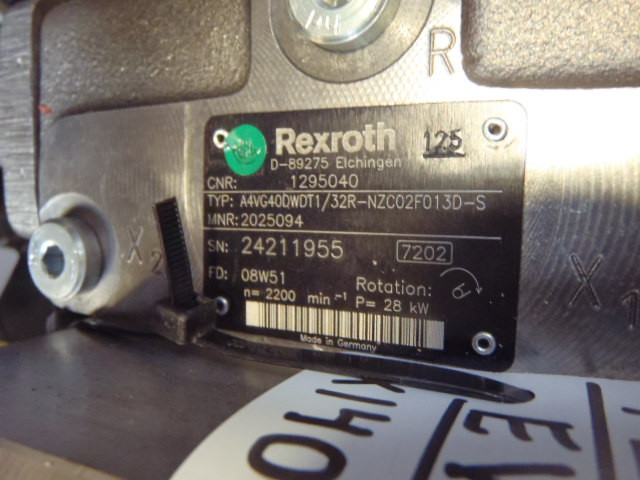 R
Rexroth 125
D-89275 Elchingen
CNR: 1295040
TYP: A4VG40DWDT1/32R-NZC02F013D-S
MNR: 2025094
SN: 24211955 7202
FD: 08W51 Rotation:
n= 2200 min⁻¹ P= 28 kW
Made in Germany
X2
X1